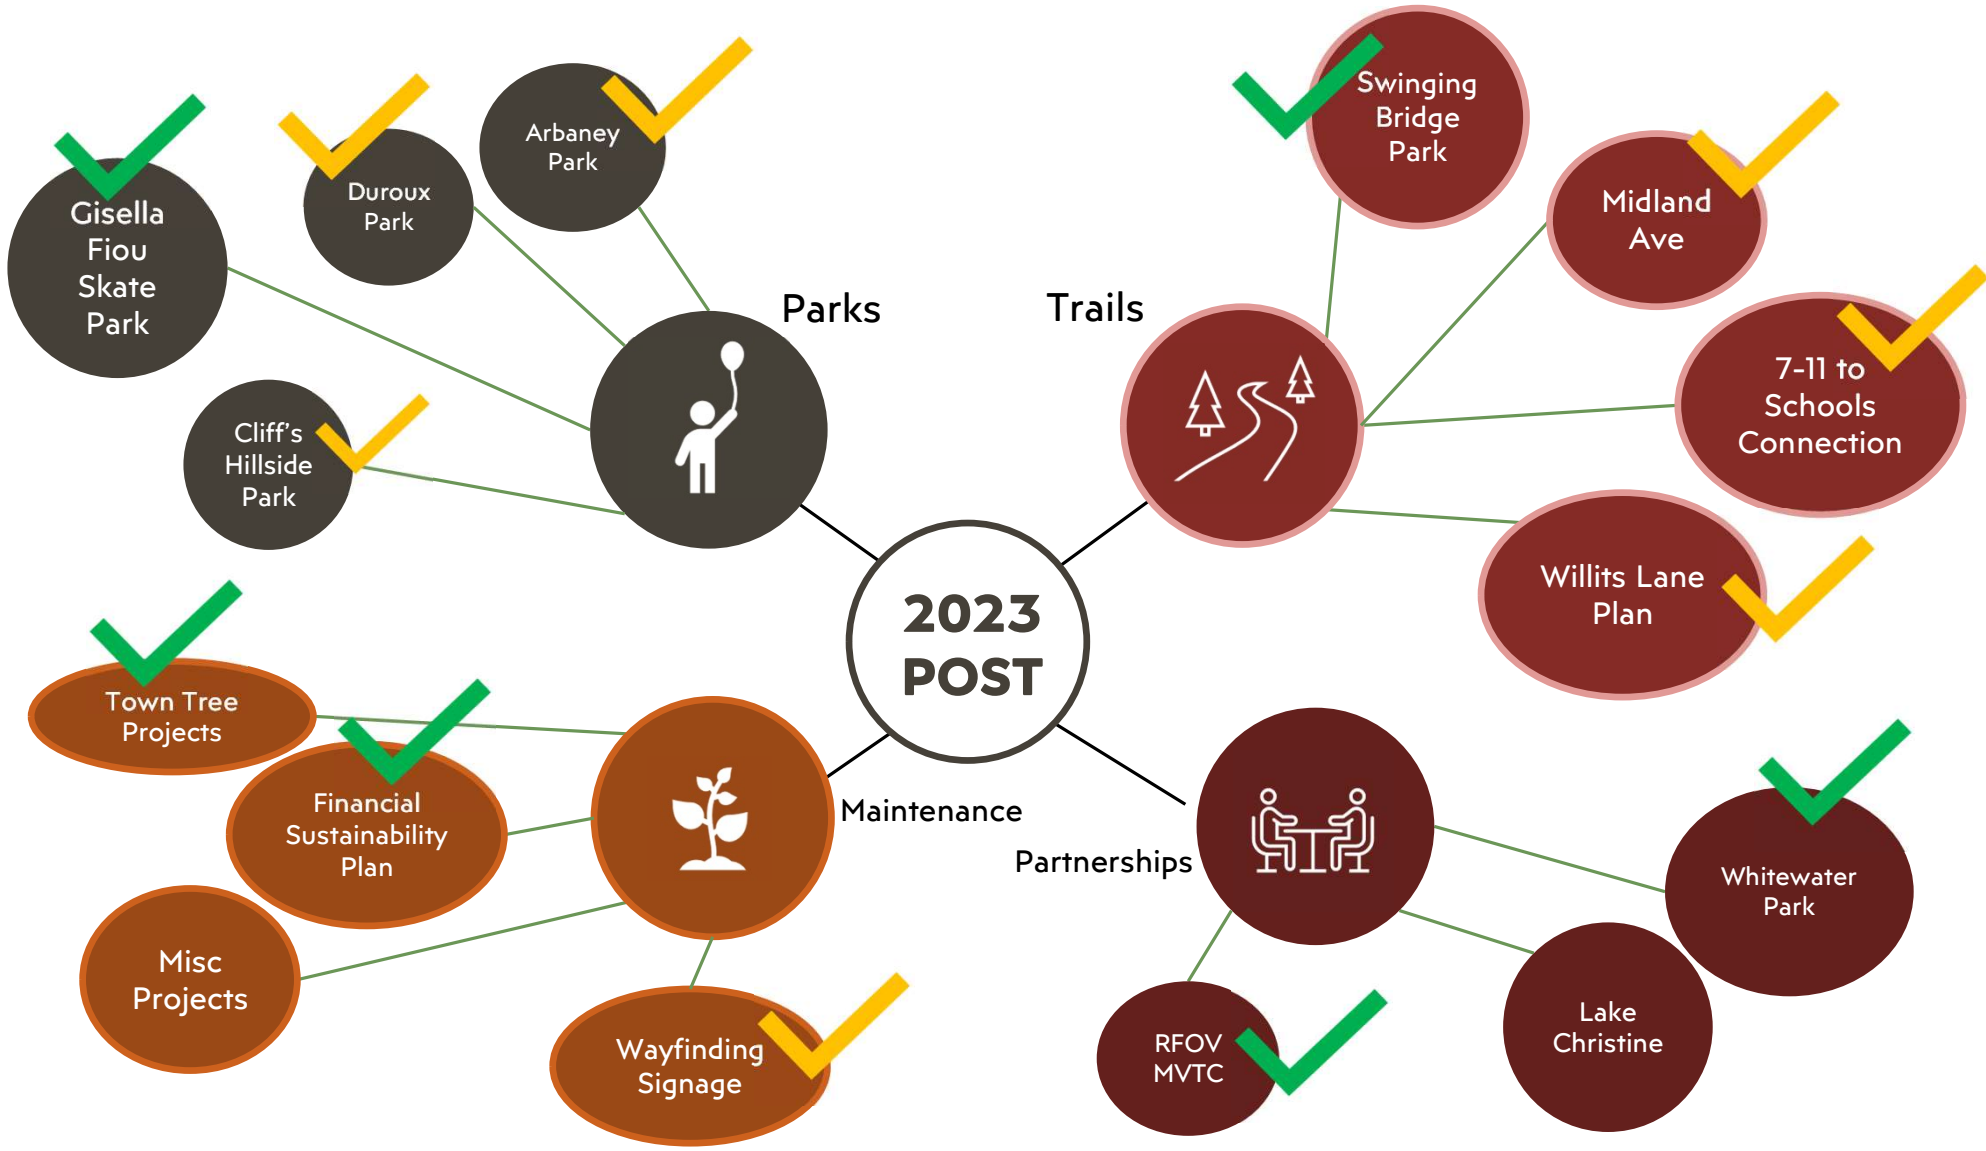 Swinging
Bridge
Park
Arbaney
Park
Duroux
Park
Gisella
Fiou
Skate
Park
Midland
Ave
Parks
Trails
7-11 to
Schools
Connection
Cliff's
Hillside
Park
Willits Lane
Plan
2023
POST
Town Tree
Projects
Financial
Sustainability
Plan
Maintenance
Partnerships
Whitewater
Park
Misc
Projects
Wayfinding
Signage
RFOV
MVTC
Lake
Christine